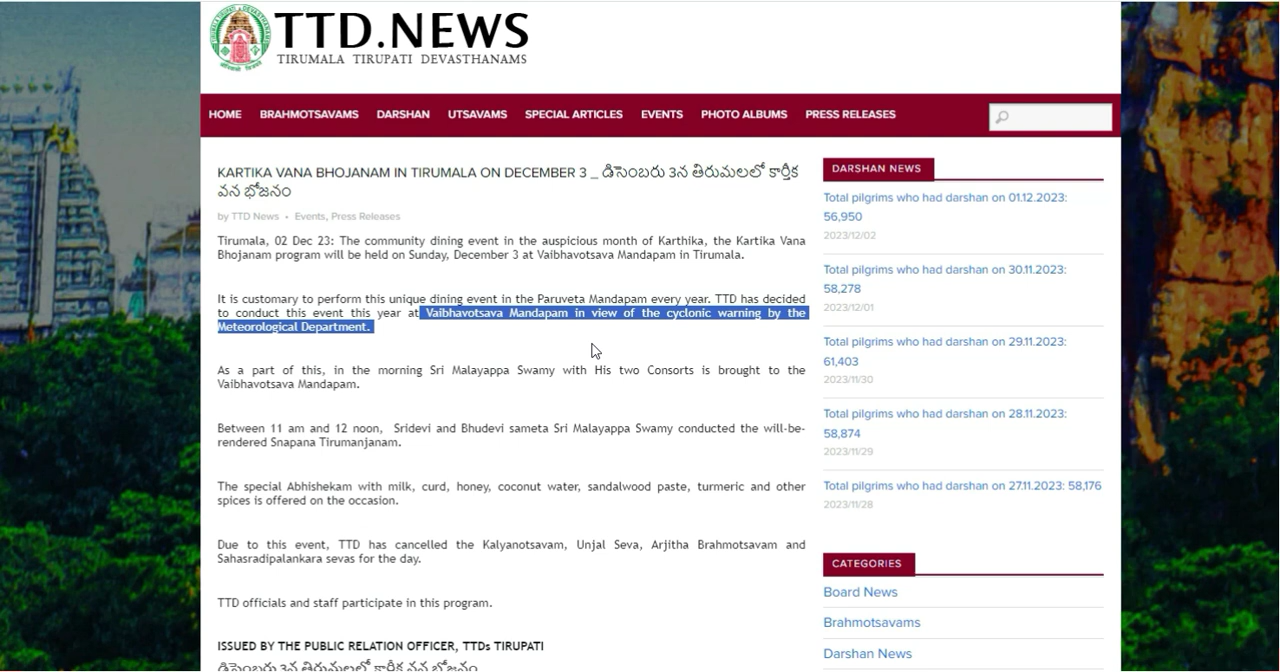 TTD.NEWS
TIRUMALA TIRUPATI DEVASTHANAMS
HOME BRAHMOTSAVAMS DARSHAN UTSAVAMS SPECIAL ARTICLES EVENTS PHOTO ALBUMS PRESS RELEASES
KARTIKA VANA BHOJANAM IN TIRUMALA ON DECEMBER 3 _ డిసెంబరు 3న తిరుమలలో కార్తీక
వన భోజనం
by TTD News • Events, Press Releases
Tirumala, 02 Dec 23: The community dining event in the auspicious month of Karthika, the Kartika Vana
Bhojanam program will be held on Sunday, December 3 at Vaibhavotsava Mandapam in Tirumala.
It is customary to perform this unique dining event in the Paruveta Mandapam every year. TTD has decided
to conduct this event this year at Vaibhavotsava Mandapam in view of the cyclonic warning by the
Meteorological Department.
As a part of this, in the morning Sri Malayappa Swamy with His two Consorts is brought to the
Vaibhavotsava Mandapam.
Between 11 am and 12 noon, Sridevi and Bhudevi sameta Sri Malayappa Swamy conducted the will-be-
rendered Snapana Tirumanjanam.
The special Abhishekam with milk, curd, honey, coconut water, sandalwood paste, turmeric and other
spices is offered on the occasion.
Due to this event, TTD has cancelled the Kalyanotsavam, Unjal Seva, Arjitha Brahmotsavam and
Sahasradipalankara sevas for the day.
TTD officials and staff participate in this program.
ISSUED BY THE PUBLIC RELATION OFFICER, TTDs TIRUPATI
డిసెంబరు 3న తిరుమలలో కార్తీక వన భోజనం
DARSHAN NEWS
Total pilgrims who had darshan on 01.12.2023:
56,950
2023/12/02
Total pilgrims who had darshan on 30.11.2023:
58,278
2023/12/01
Total pilgrims who had darshan on 29.11.2023:
61,403
2023/11/30
Total pilgrims who had darshan on 28.11.2023:
58,874
2023/11/29
Total pilgrims who had darshan on 27.11.2023: 58,176
2023/11/28
CATEGORIES
Board News
Brahmotsavams
Darshan News